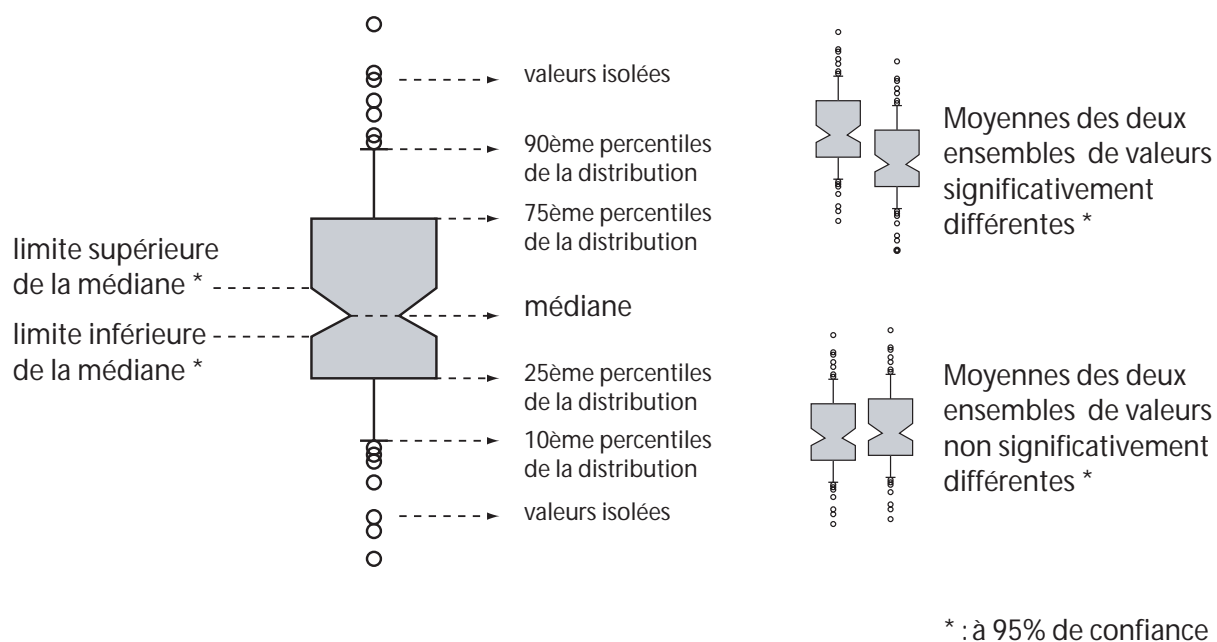 valeurs isolées
90ème percentiles
de la distribution
75ème percentiles
de la distribution
limite supérieure
de la médiane *
médiane
limite inférieure
de la médiane *
25ème percentiles
de la distribution
10ème percentiles
de la distribution
valeurs isolées
Moyennes des deux
ensembles de valeurs
significativement
différentes *
Moyennes des deux
ensembles de valeurs
non significativement
différentes *
* : à 95% de confiance